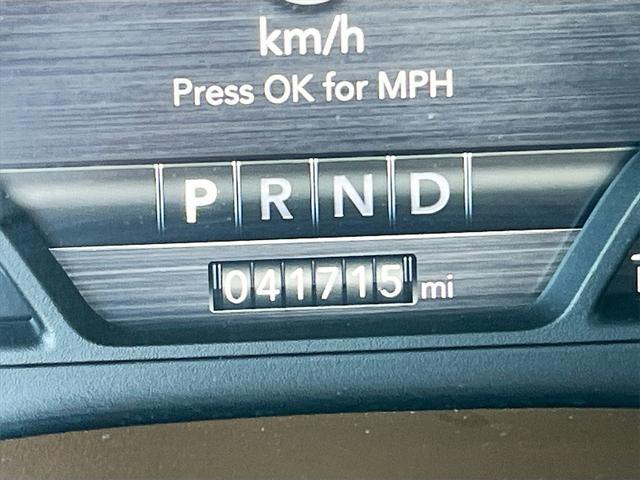 km/h
Press OK for MPH
P R N D
041715 mi